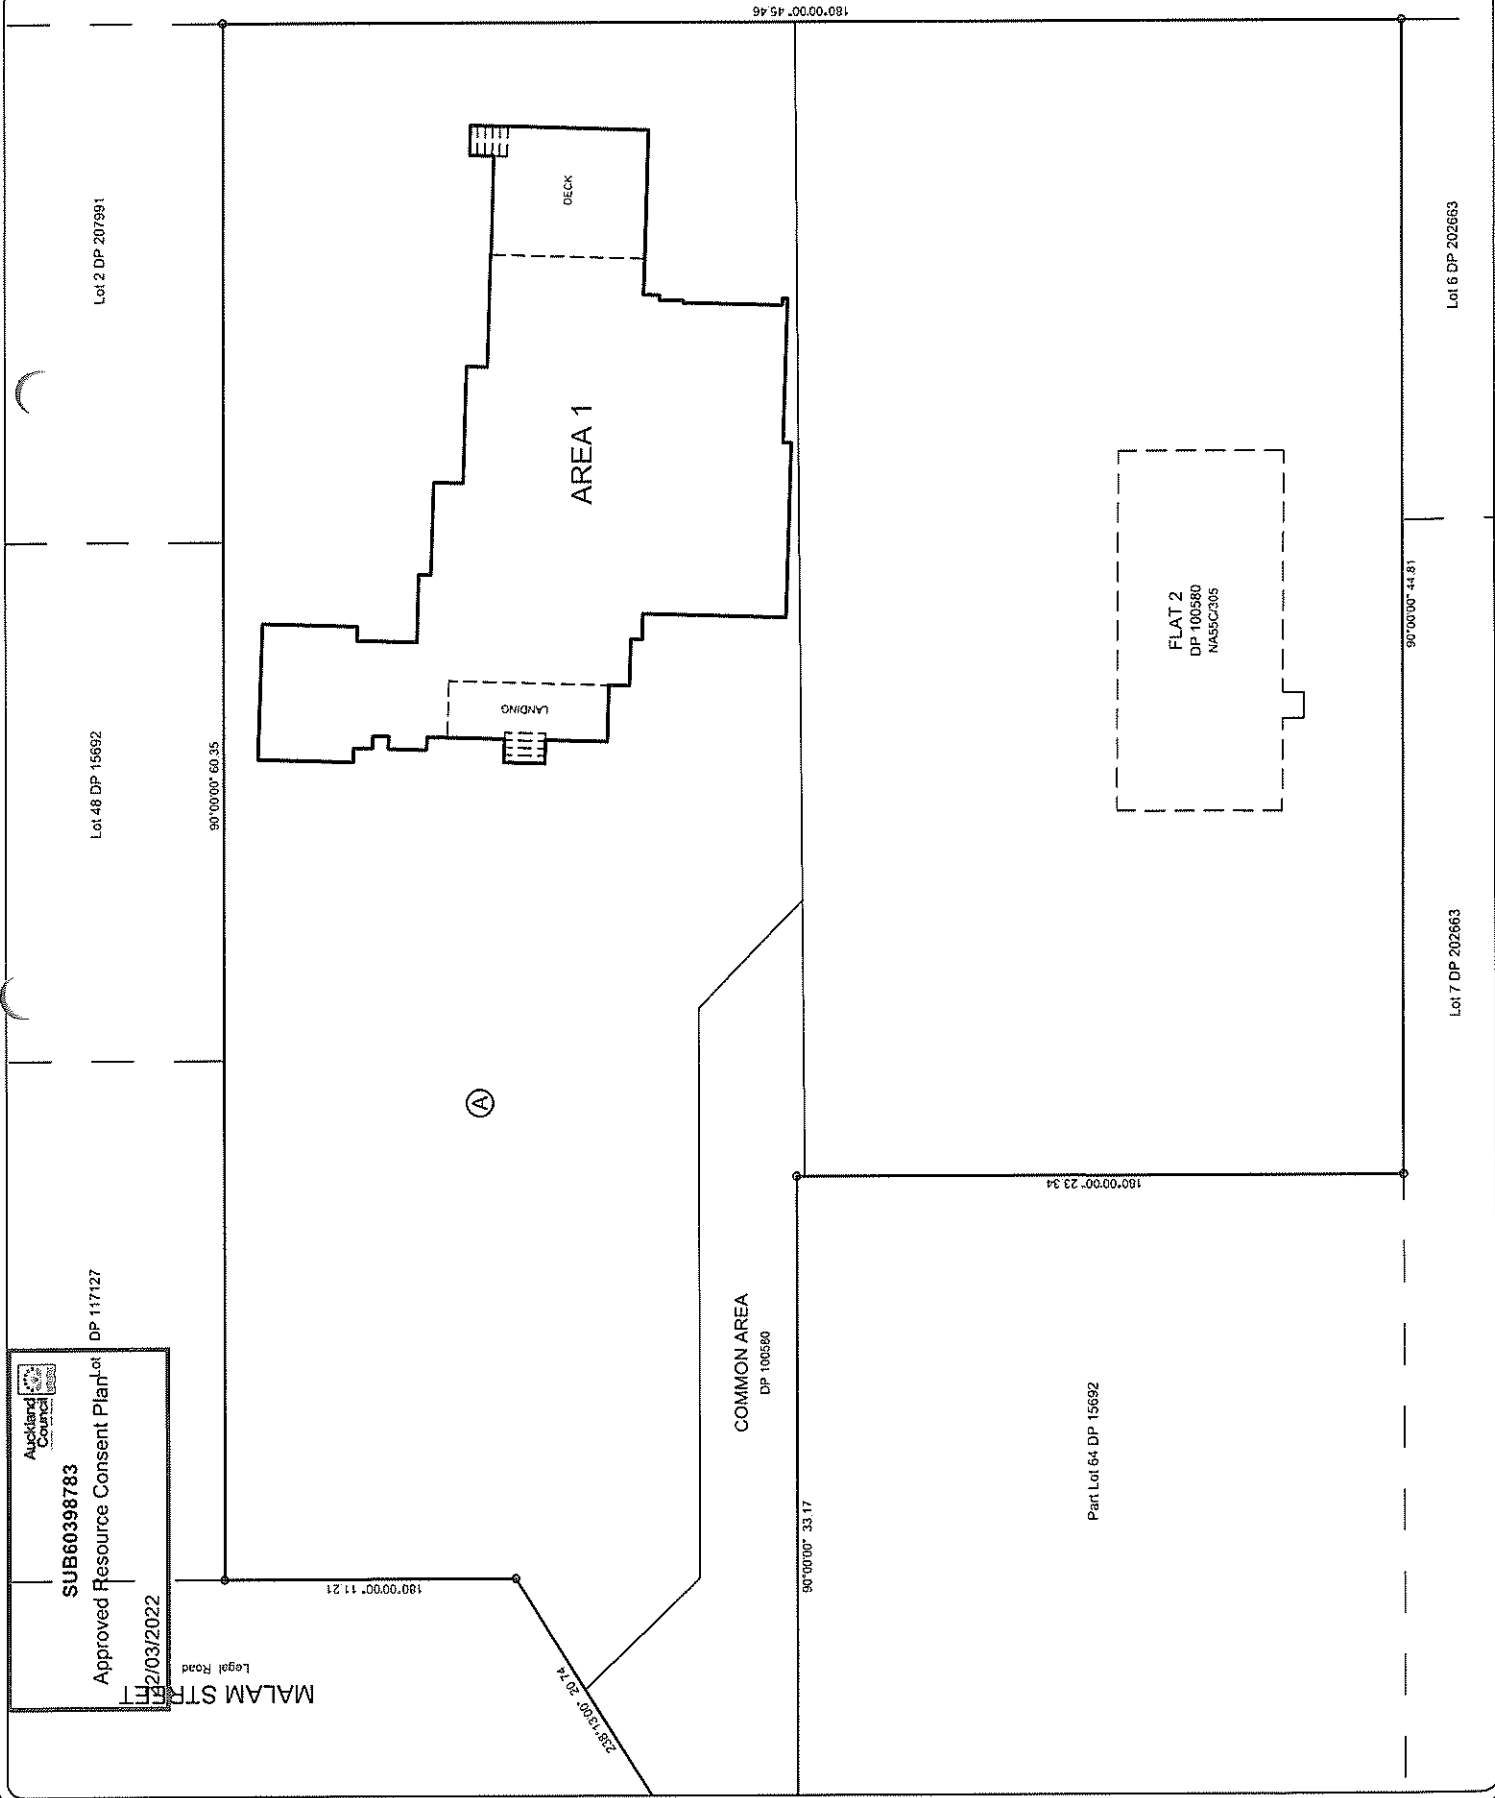 Auckland
Council
SUB60398783
Approved Resource Consent Plan
2/03/2022
Lot
DP 117127
Lot 48 DP 15692
Lot 2 DP 207991
MALAM STREET
Legal Road
180°00'00" 11.21
238°13'00" 20.74
90°00'00" 60.35
180°00'00" 45.46
A
LANDING
AREA 1
DECK
COMMON AREA
DP 100580
90°00'00" 33.17
180°00'00" 23.34
Part Lot 64 DP 15692
FLAT 2
DP 100580
NA55C/305
90°00'00" 44.81
Lot 7 DP 202663
Lot 6 DP 202663